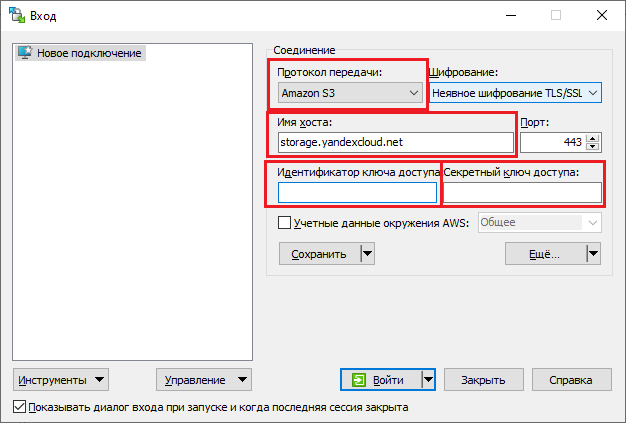 Вход
Новое подключение
Соединение
Протокол передачи:
Шифрование:
Amazon S3
Неявное шифрование TLS/SSL
Имя хоста:
Порт:
storage.yandexcloud.net
443
Идентификатор ключа доступа
Секретный ключ доступа:
Учетные данные окружения AWS:
Общее
Сохранить
Ещё...
Инструменты
Управление
Войти
Закрыть
Справка
Показывать диалог входа при запуске и когда последняя сессия закрыта